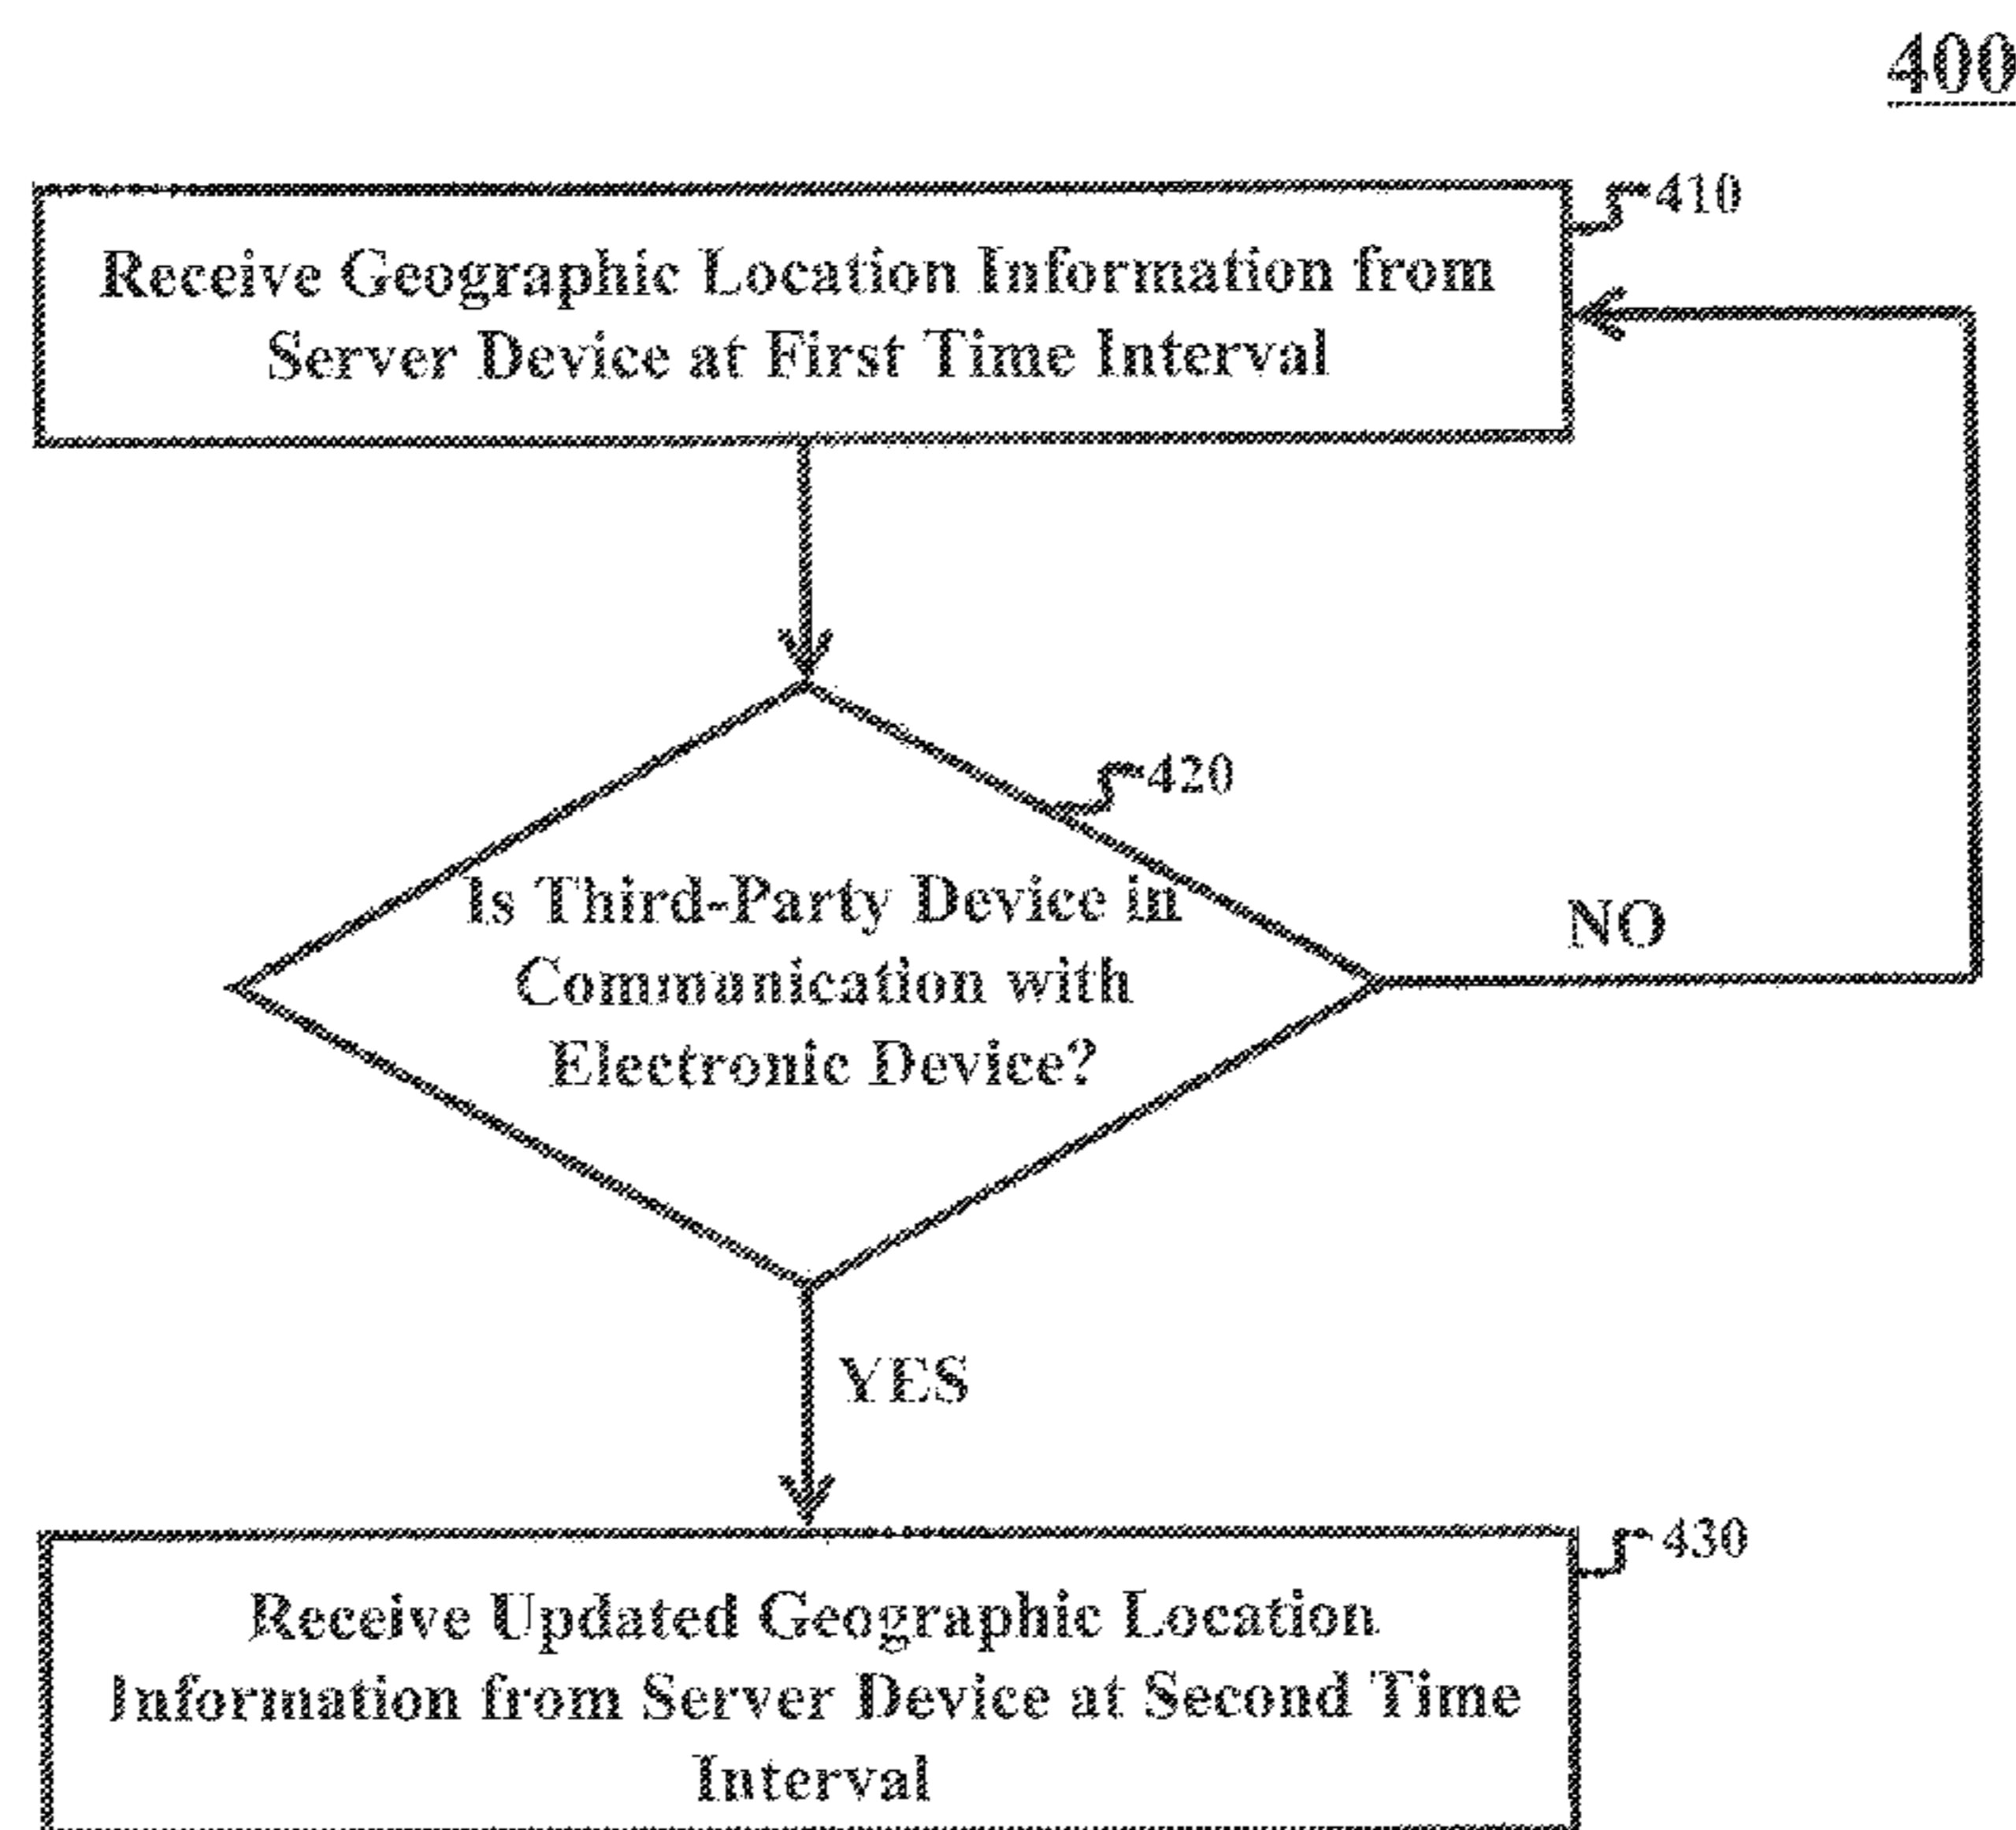 400
410
Receive Geographic Location Information from
Server Device at First Time Interval
420
Is Third-Party Device in
Communication with
Electronic Device?
NO
YES
430
Receive Updated Geographic Location
Information from Server Device at Second Time
Interval